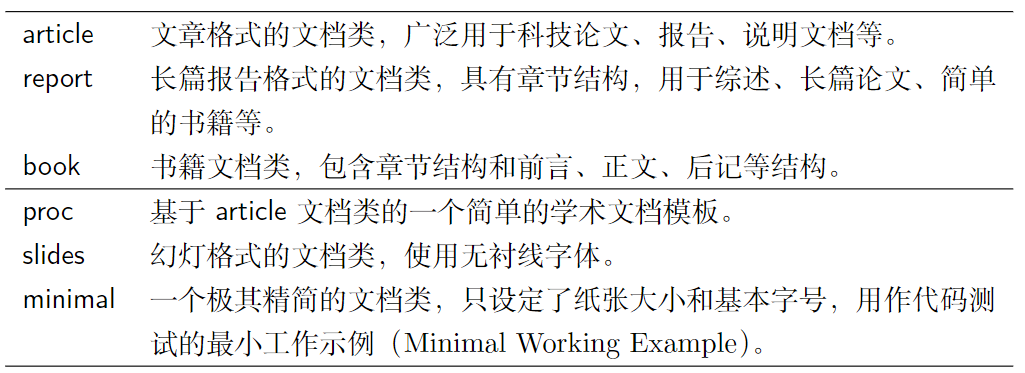 article 文章格式的文档类，广泛用于科技论文、报告、说明文档等。
report 长篇报告格式的文档类，具有章节结构，用于综述、长篇论文、简单
的书籍等。
book 书籍文档类，包含章节结构和前言、正文、后记等结构。
proc 基于 article 文档类的一个简单的学术文档模板。
slides 幻灯格式的文档类，使用无衬线字体。
minimal 一个极其精简的文档类，只设定了纸张大小和基本字号，用作代码测
试的最小工作示例（Minimal Working Example）。